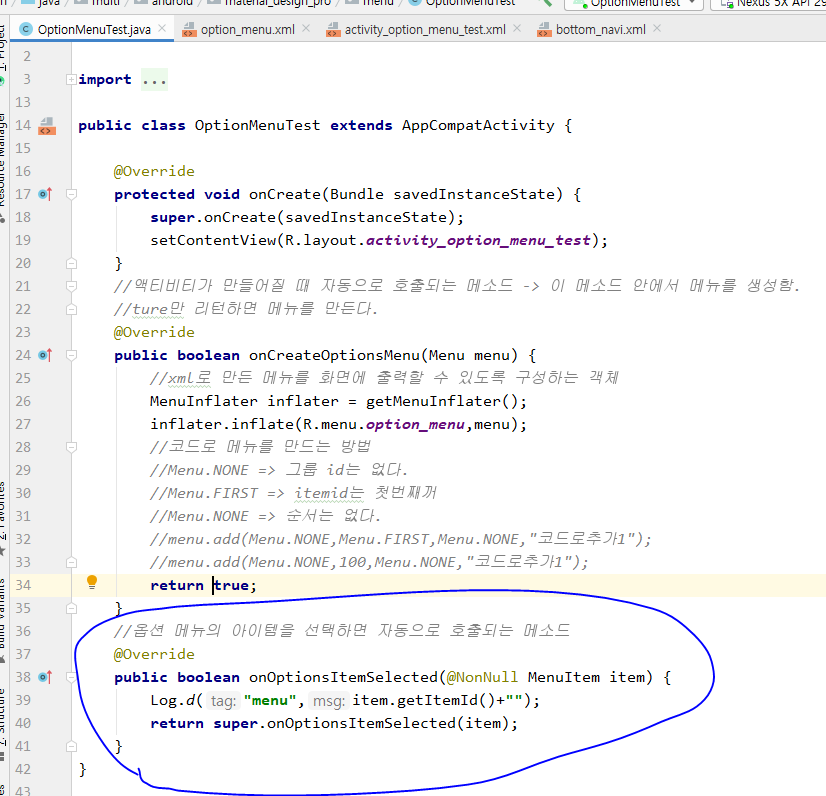 java multi android material_design_pro menu OptionMenuTest OptionMenuTest Nexus 5X API 29
OptionMenuTest.java option_menu.xml activity_option_menu_test.xml bottom_navi.xml
2
3 import ...
13
14 public class OptionMenuTest extends AppCompatActivity {
15
16 @Override
17 protected void onCreate(Bundle savedInstanceState) {
18 super.onCreate(savedInstanceState);
19 setContentView(R.layout.activity_option_menu_test);
20 }
21 //액티비티가 만들어질 때 자동으로 호출되는 메소드 -> 이 메소드 안에서 메뉴를 생성함.
22 //ture만 리턴하면 메뉴를 만든다.
23 @Override
24 public boolean onCreateOptionsMenu(Menu menu) {
25 //xml로 만든 메뉴를 화면에 출력할 수 있도록 구성하는 객체
26 MenuInflater inflater = getMenuInflater();
27 inflater.inflate(R.menu.option_menu,menu);
28 //코드로 메뉴를 만드는 방법
29 //Menu.NONE => 그룹 id는 없다.
30 //Menu.FIRST => itemid는 첫번째꺼
31 //Menu.NONE => 순서는 없다.
32 //menu.add(Menu.NONE,Menu.FIRST,Menu.NONE,"코드로추가1");
33 //menu.add(Menu.NONE,100,Menu.NONE,"코드로추가1");
34 return true;
35 }
36 //옵션 메뉴의 아이템을 선택하면 자동으로 호출되는 메소드
37 @Override
38 public boolean onOptionsItemSelected(@NonNull MenuItem item) {
39 Log.d( tag: "menu", msg: item.getItemId()+"");
40 return super.onOptionsItemSelected(item);
41 }
42 }
43